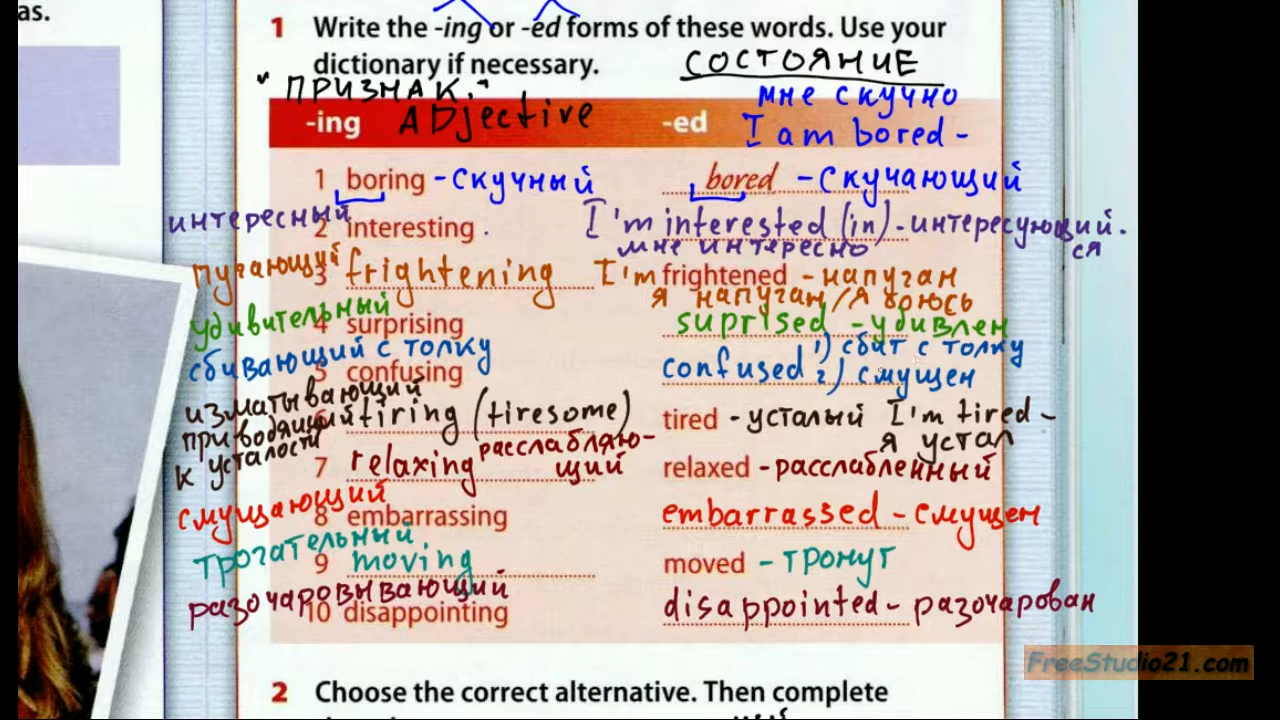 as.
1 Write the -ing or -ed forms of these words. Use your
dictionary if necessary.
СОСТОЯНИЕ
"ПРИЗНАК."
мне скучно
-ing Adjective -ed I am bored -
1 boring - скучный bored - скучающий
интересный
2 interesting . I'm interested (in) - интересующий.
мне интересно ся
пугающий
3 frightening I'm frightened - напуган
я напуган / я боюсь
удивительный
4 surprising suprised - удивлен
сбивающий с толку 1) сбит с толку
5 confusing confused 2) смущен
изматывающий
приводящий
к усталости
6 tiring (tiresome) tired - усталый I'm tired -
я устал
7 relaxing расслабляю-
щий relaxed - расслабленный
смущающий
8 embarrassing embarrassed - смущен
трогательный
9 moving moved - тронут
разочаровывающий
10 disappointing disappointed - разочарован
FreeStudio21.com
2 Choose the correct alternative. Then complete